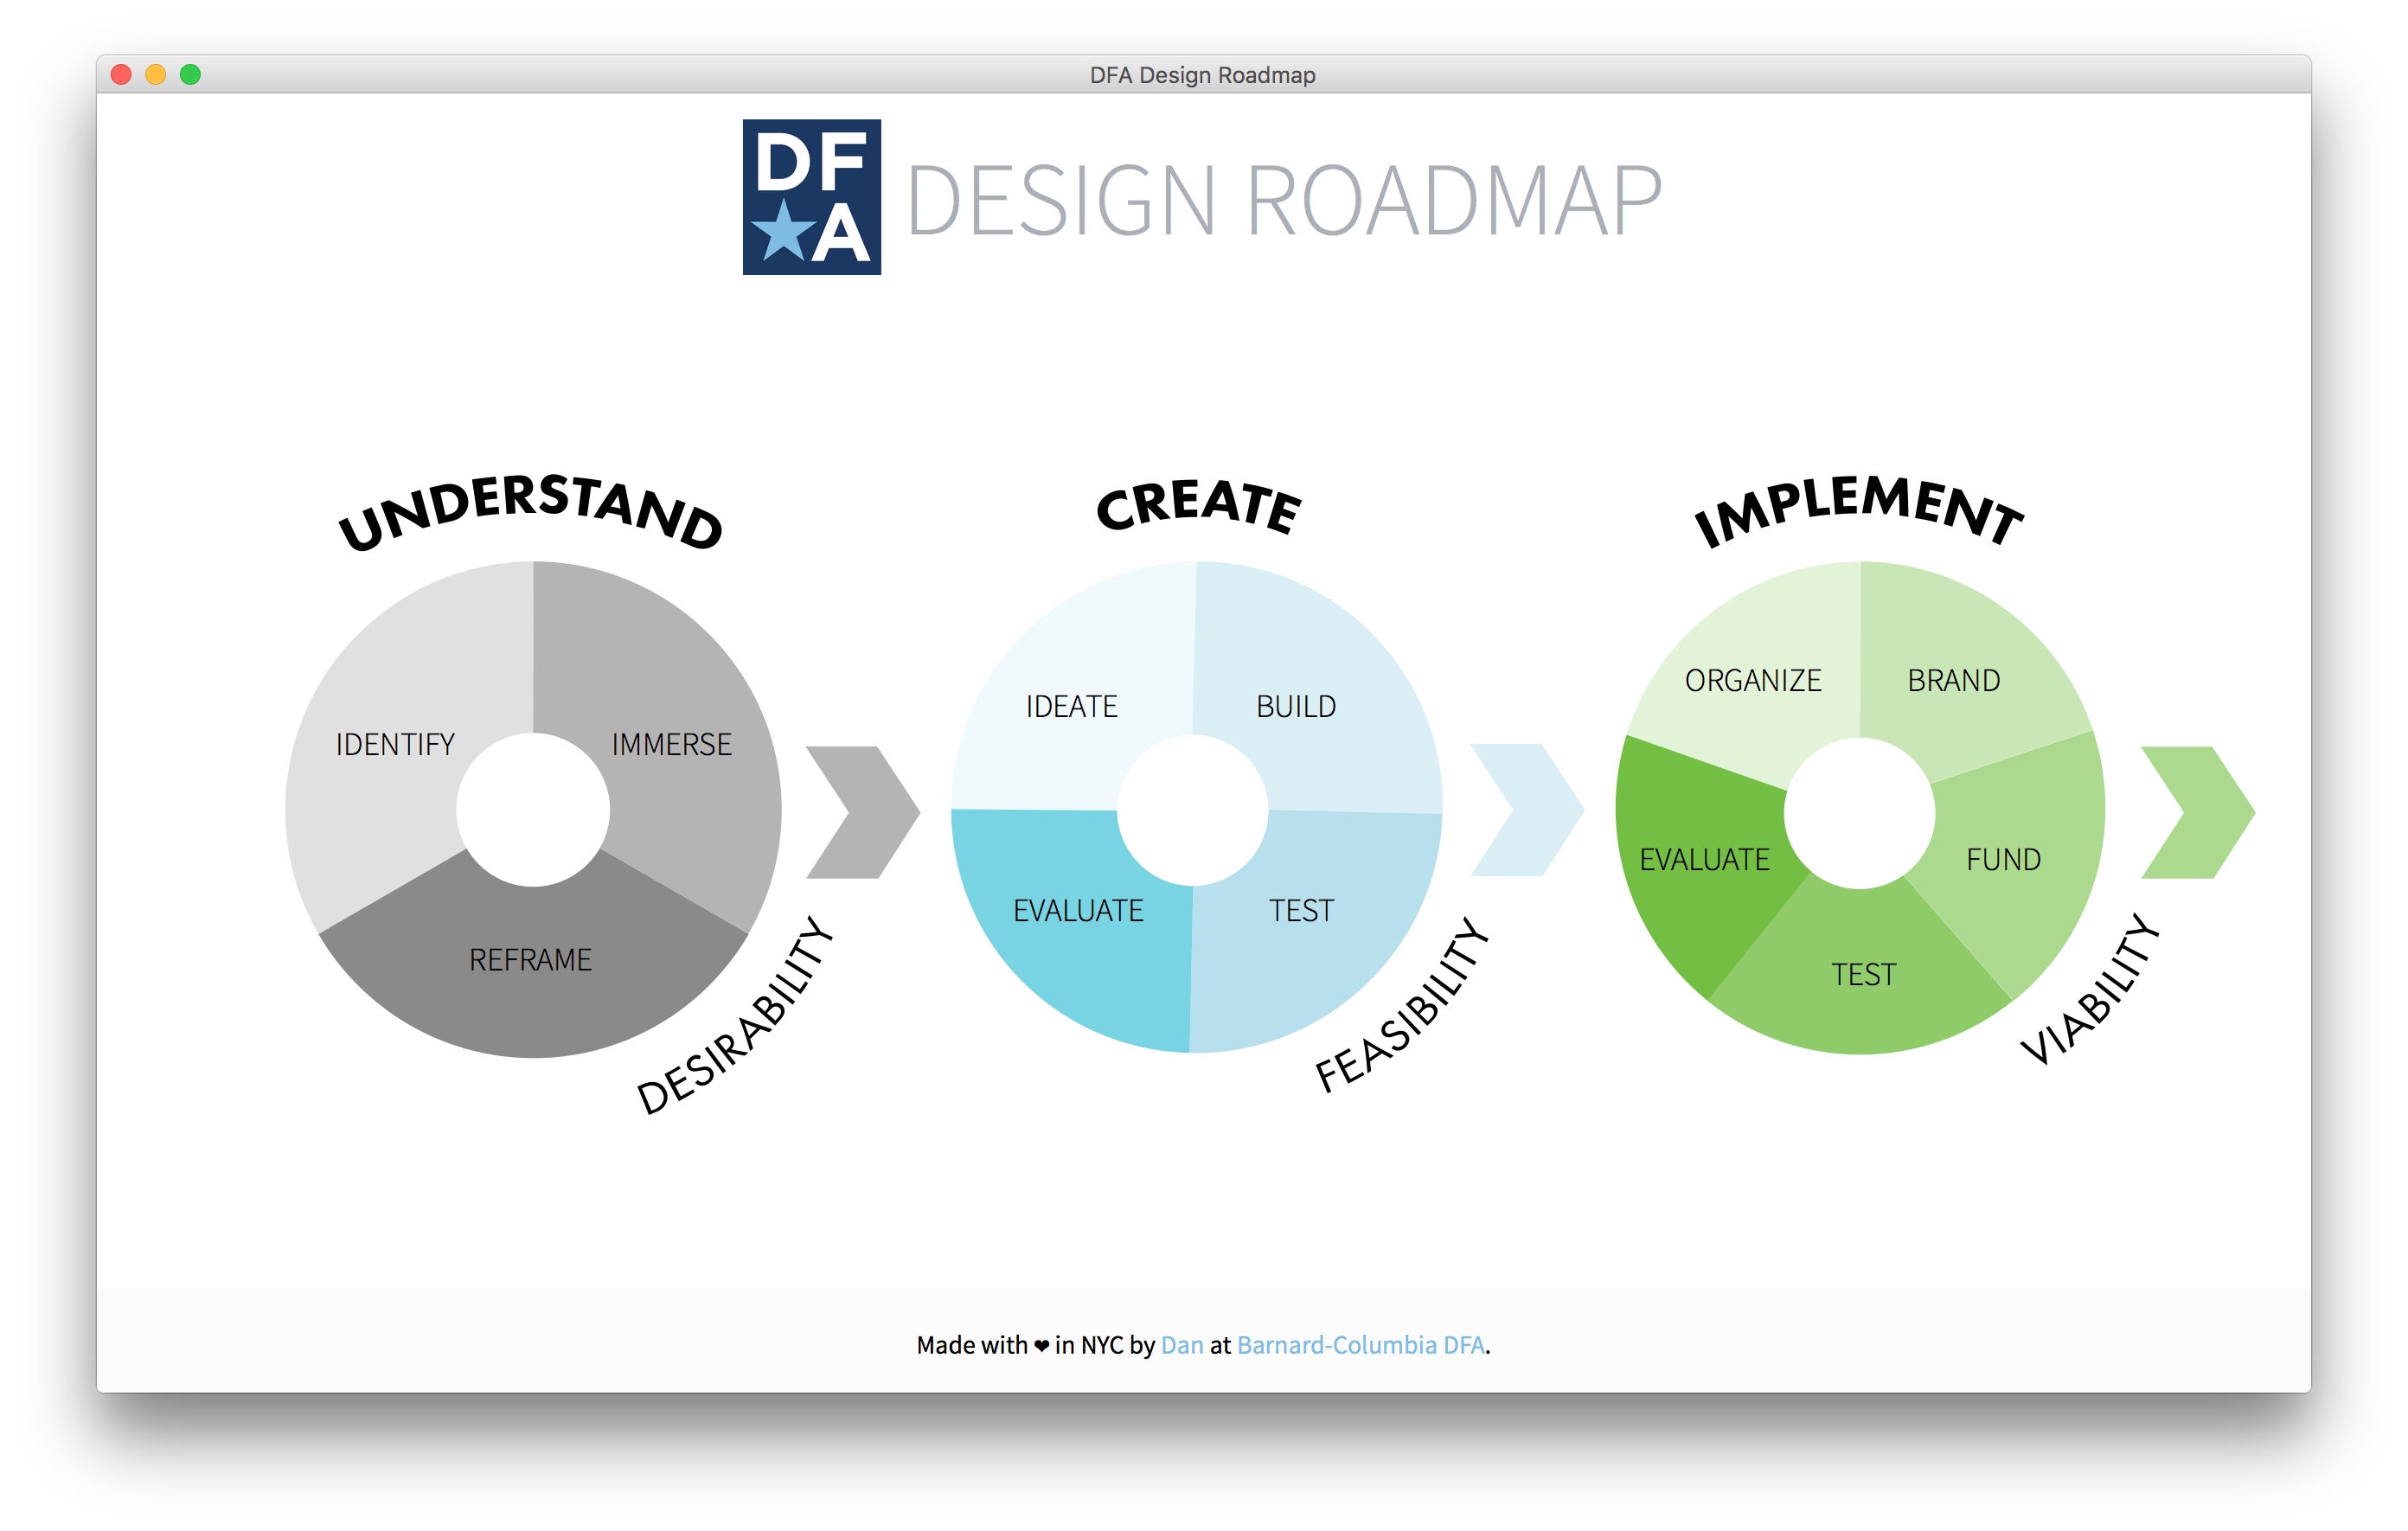 DFA Design Roadmap
DF
A
DESIGN ROADMAP
UNDERSTAND
IDENTIFY
IMMERSE
REFRAME
DESIRABILITY
CREATE
IDEATE
BUILD
EVALUATE
TEST
FEASIBILITY
IMPLEMENT
ORGANIZE
BRAND
EVALUATE
FUND
TEST
VIABILITY
Made with ❤ in NYC by Dan at Barnard-Columbia DFA.